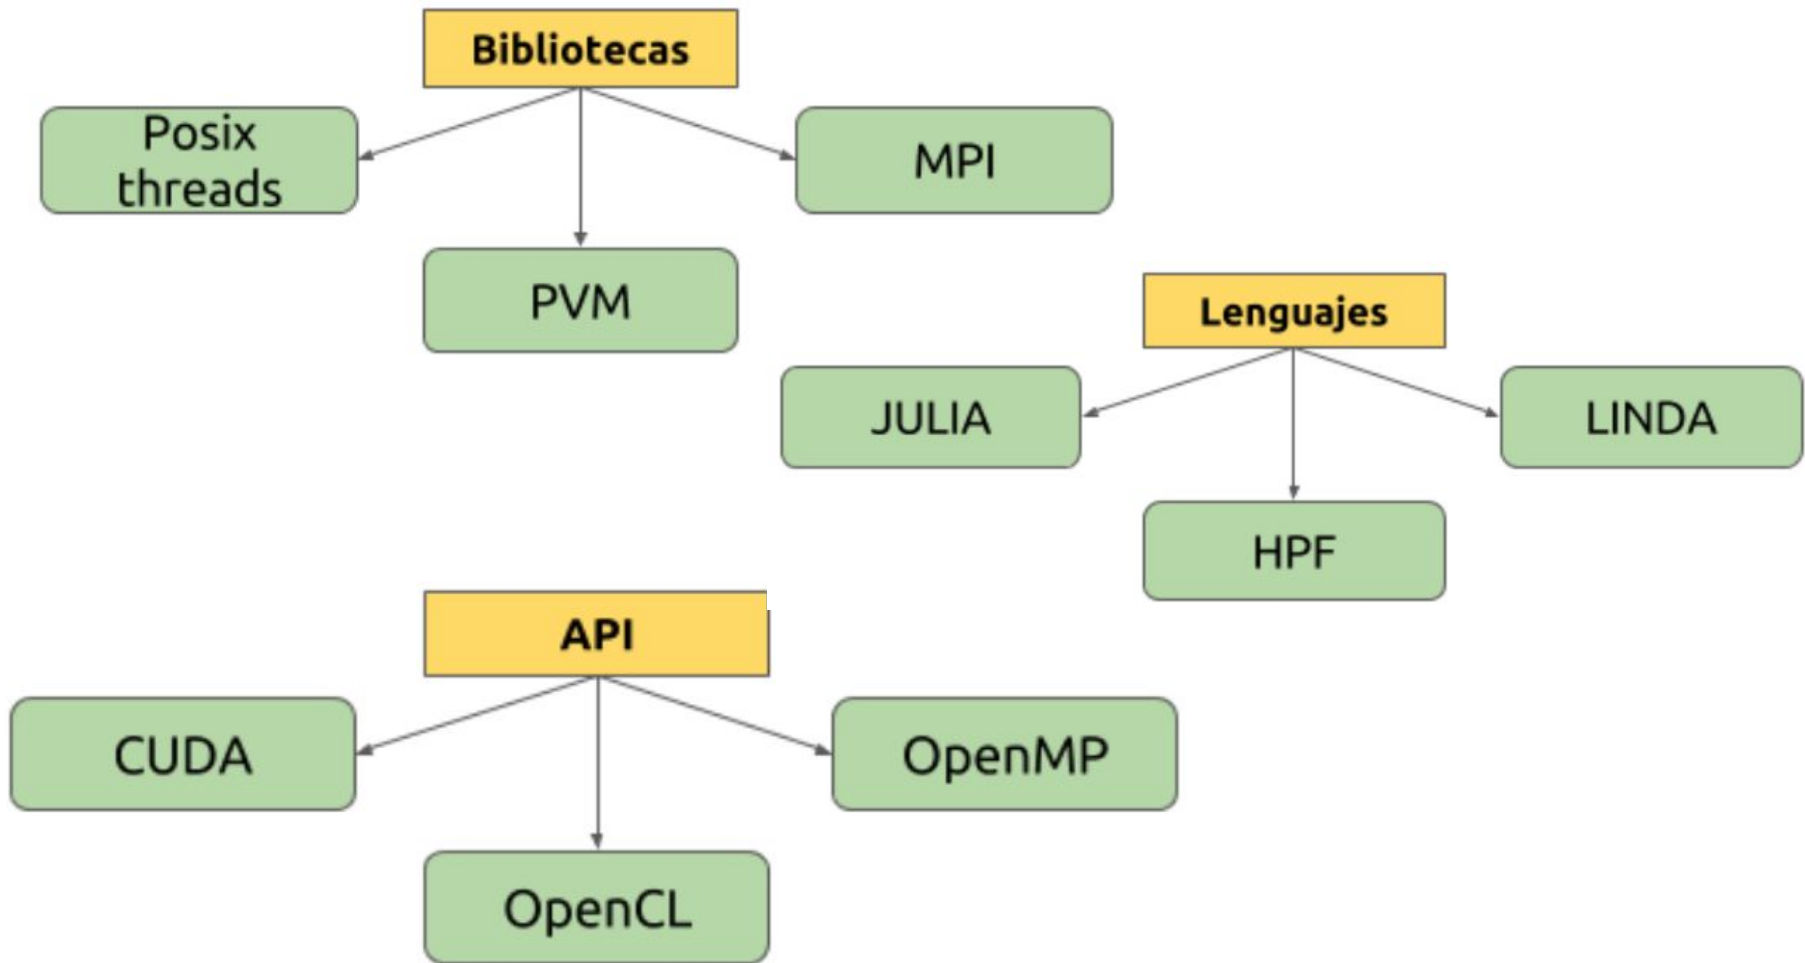 Bibliotecas
Posix
threads
MPI
PVM
Lenguajes
JULIA
LINDA
HPF
API
CUDA
OpenMP
OpenCL